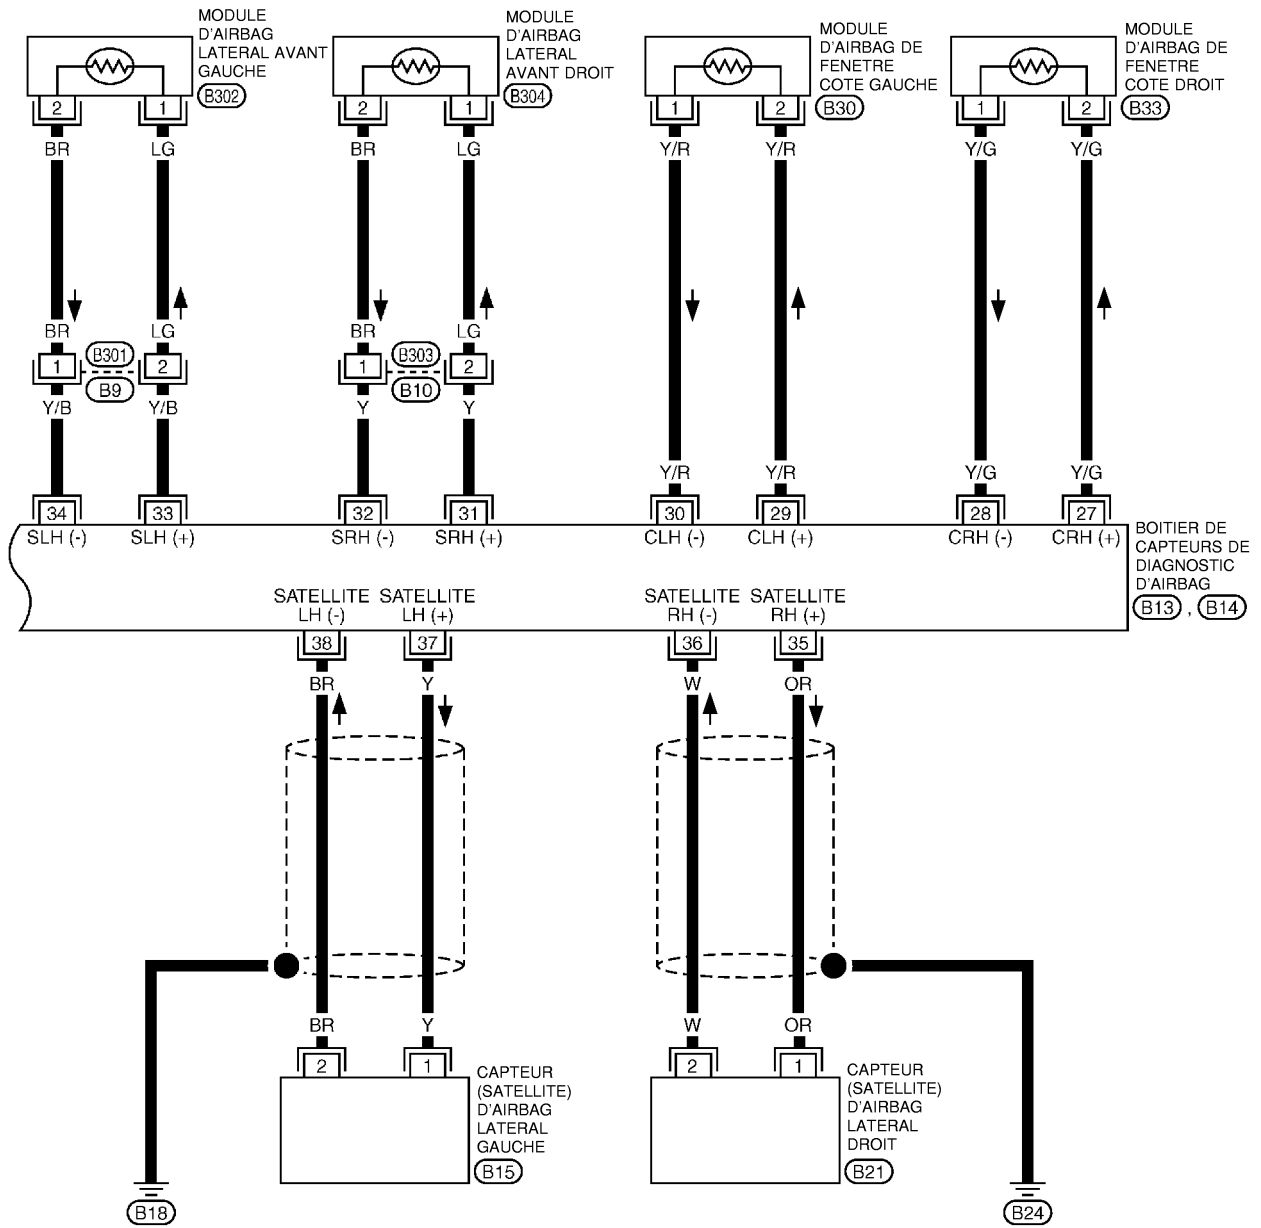 MODULE
D'AIRBAG
LATERAL AVANT
GAUCHE
B302
MODULE
D'AIRBAG
LATERAL
AVANT DROIT
B304
MODULE
D'AIRBAG DE
FENETRE
COTE GAUCHE
B30
MODULE
D'AIRBAG DE
FENETRE
COTE DROIT
B33
2 1 2 1 1 2 1 2
BR LG BR LG Y/R Y/R Y/G Y/G
BR LG BR LG
B301 B303
1 2 1 2
B9 B10
Y/B Y/B Y Y
Y/R Y/R Y/G Y/G
34 33 32 31 30 29 28 27
SLH (-) SLH (+) SRH (-) SRH (+) CLH (-) CLH (+) CRH (-) CRH (+)
BOITIER DE
CAPTEURS DE
DIAGNOSTIC
D'AIRBAG
B13 , B14
SATELLITE SATELLITE SATELLITE SATELLITE
LH (-) LH (+) RH (-) RH (+)
38 37 36 35
BR Y W OR
BR Y W OR
2 1 2 1
CAPTEUR
(SATELLITE)
D'AIRBAG
LATERAL
GAUCHE
B15
CAPTEUR
(SATELLITE)
D'AIRBAG
LATERAL
DROIT
B21
B18 B24